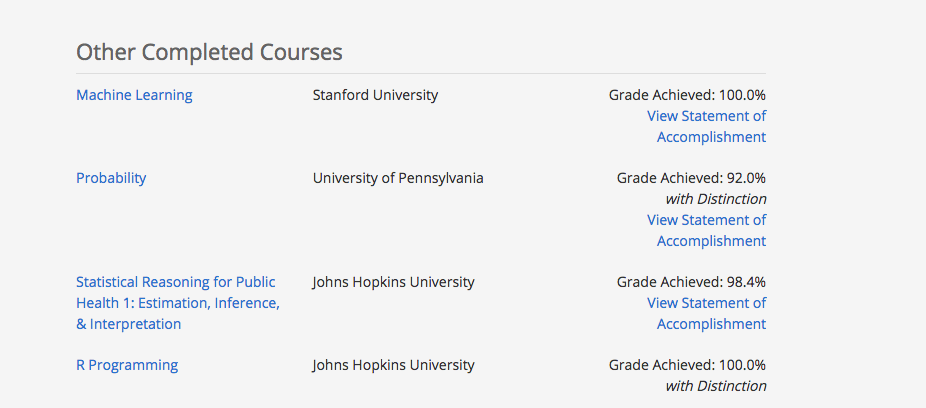 Other Completed Courses
Machine Learning Stanford University Grade Achieved: 100.0%
View Statement of
Accomplishment
Probability University of Pennsylvania Grade Achieved: 92.0%
with Distinction
View Statement of
Accomplishment
Statistical Reasoning for Public Johns Hopkins University Grade Achieved: 98.4%
Health 1: Estimation, Inference, View Statement of
& Interpretation Accomplishment
R Programming Johns Hopkins University Grade Achieved: 100.0%
with Distinction